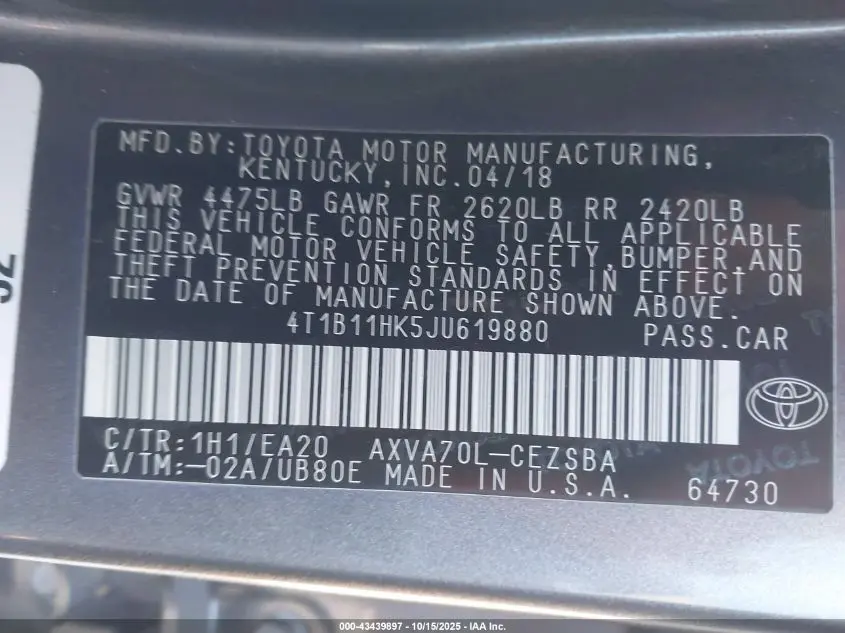 MFD.BY:TOYOTA MOTOR MANUFACTURING,
KENTUCKY,INC.04/18
GVWR 4475LB GAWR FR 2620LB RR 2420LB
THIS VEHICLE CONFORMS TO ALL APPLICABLE
FEDERAL MOTOR VEHICLE SAFETY,BUMPER,AND
THEFT PREVENTION STANDARDS IN EFFECT ON
THE DATE OF MANUFACTURE SHOWN ABOVE.
4T1B11HK5JU619880 PASS.CAR
C/TR:1H1/EA20 AXVA70L-CEZSBA
A/TM:-02A/UB80E MADE IN U.S.A. 64730
TOYOTA
000-43439897 - 10/15/2025 - IAA Inc.